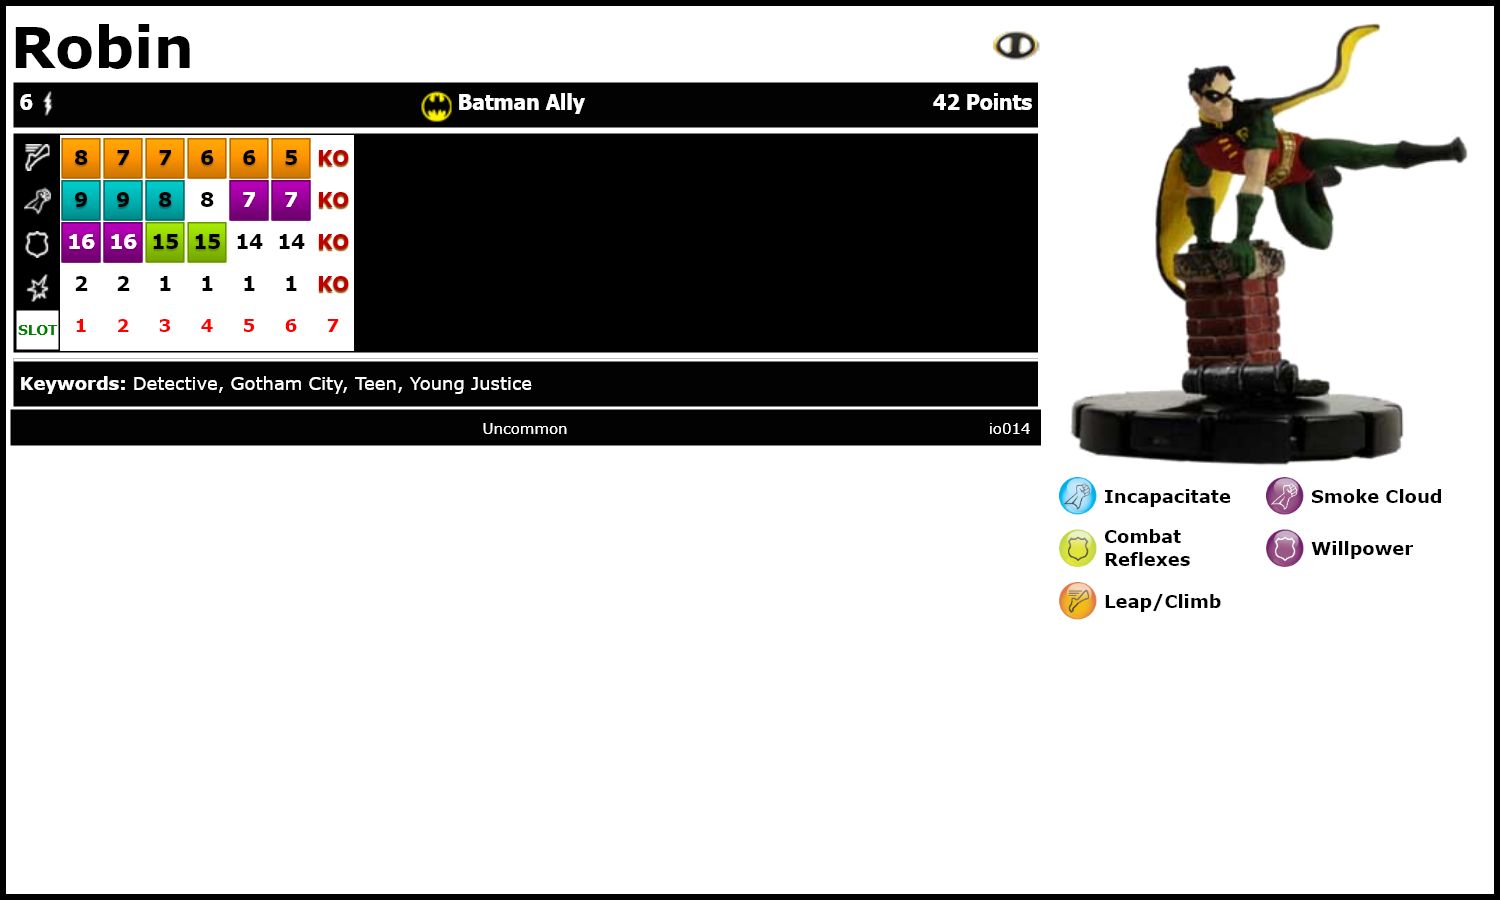 Robin
6 Batman Ally 42 Points
8 7 7 6 6 5 KO
9 9 8 8 7 7 KO
16 16 15 15 14 14 KO
2 2 1 1 1 1 KO
SLOT 1 2 3 4 5 6 7
Keywords: Detective, Gotham City, Teen, Young Justice
Uncommon io014
Incapacitate Smoke Cloud
Combat
Reflexes
Willpower
Leap/Climb